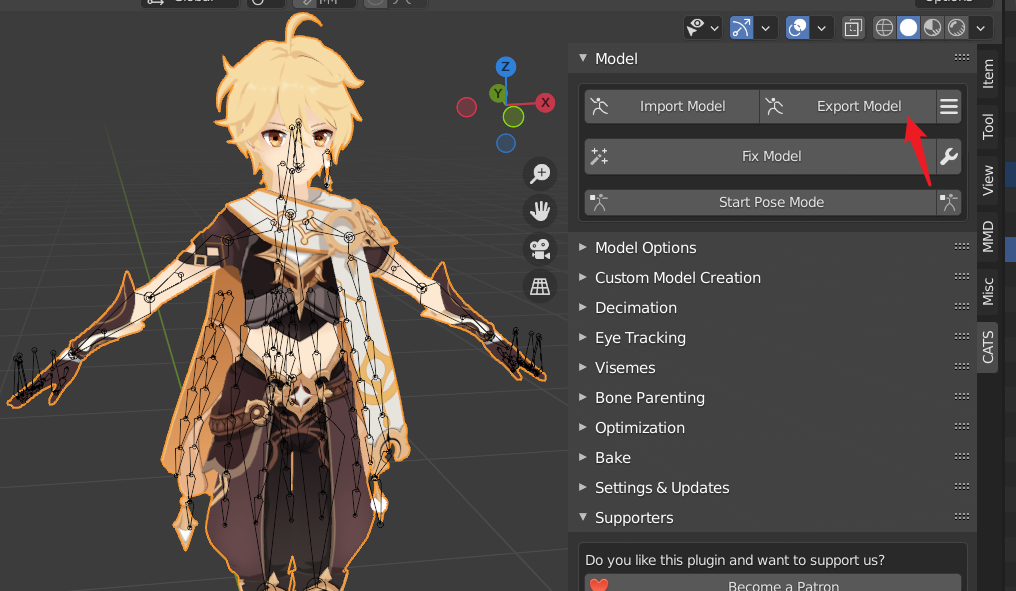 Global
Options
Model
Import Model
Export Model
Fix Model
Start Pose Mode
Model Options
Custom Model Creation
Decimation
Eye Tracking
Visemes
Bone Parenting
Optimization
Bake
Settings & Updates
Supporters
Do you like this plugin and want to support us?
Become a Patron
Item
Tool
View
MMD
Misc
CATS
Z
Y
X